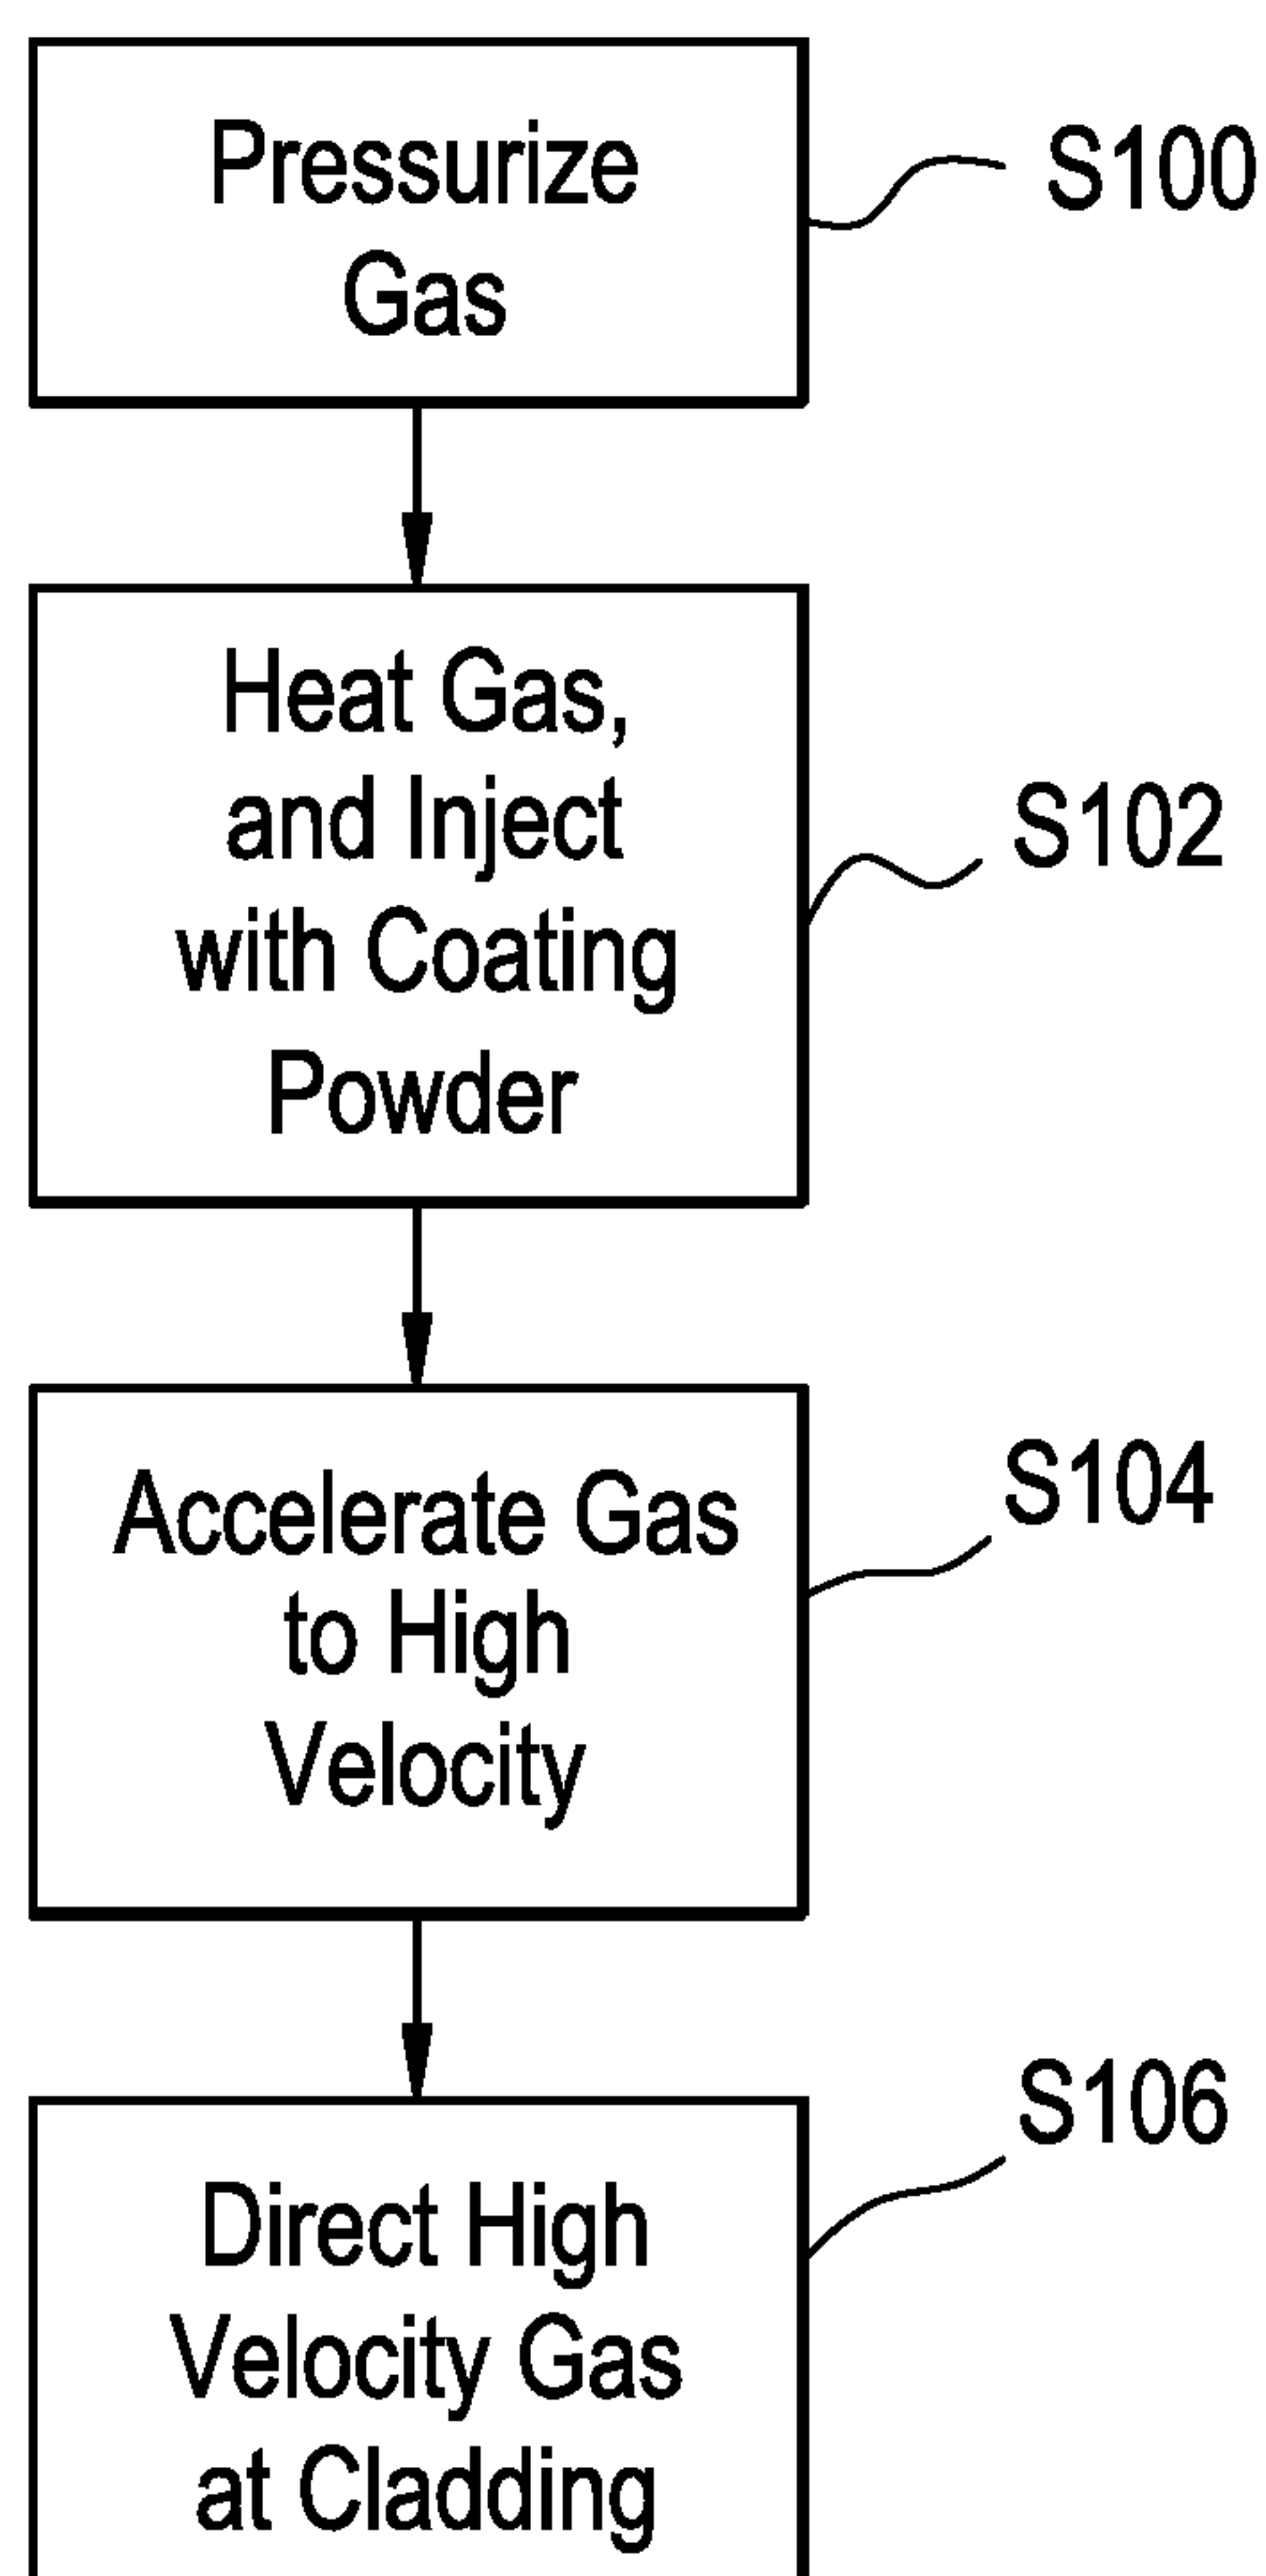 Pressurize
Gas
S100
Heat Gas,
and Inject
with Coating
Powder
S102
Accelerate Gas
to High
Velocity
S104
Direct High
Velocity Gas
at Cladding
S106